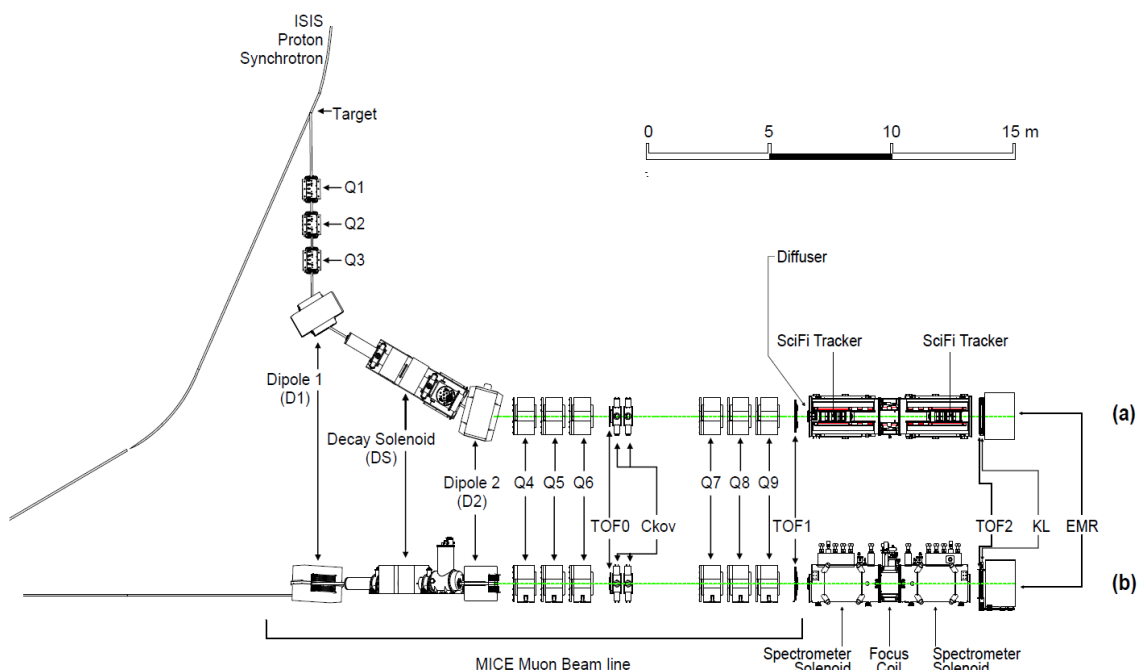 ISIS
Proton
Synchrotron
Target
0 5 10 15 m
Q1
Q2
Q3
Diffuser
SciFi Tracker SciFi Tracker
Dipole 1
(D1)
(a)
Decay Solenoid
(DS)
Dipole 2
(D2)
Q4 Q5 Q6 Q7 Q8 Q9
TOF0 Ckov TOF1 TOF2 KL EMR
(b)
MICE Muon Beam line
Spectrometer Focus Spectrometer
Solenoid Coil Solenoid